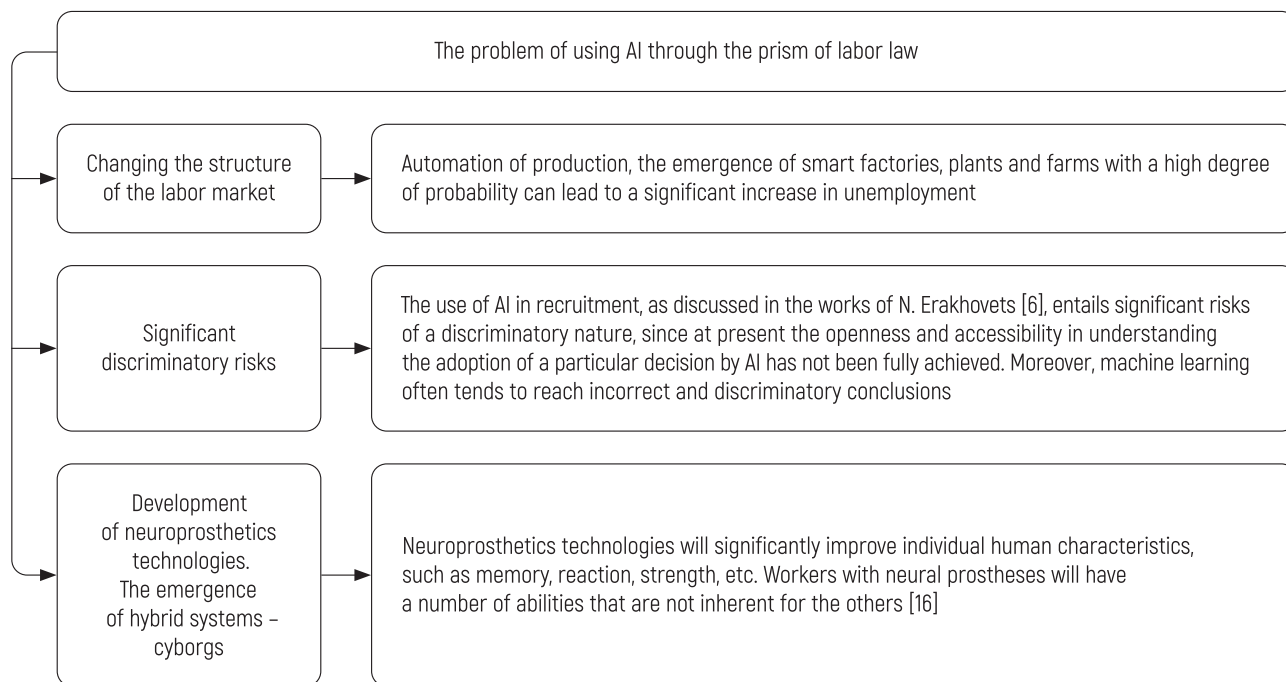 The problem of using AI through the prism of labor law
Changing the structure
of the labor market
Automation of production, the emergence of smart factories, plants and farms with a high degree
of probability can lead to a significant increase in unemployment
Significant
discriminatory risks
The use of AI in recruitment, as discussed in the works of N. Erakhovets [6], entails significant risks
of a discriminatory nature, since at present the openness and accessibility in understanding
the adoption of a particular decision by AI has not been fully achieved. Moreover, machine learning
often tends to reach incorrect and discriminatory conclusions
Development
of neuroprosthetics
technologies.
The emergence
of hybrid systems –
cyborgs
Neuroprosthetics technologies will significantly improve individual human characteristics,
such as memory, reaction, strength, etc. Workers with neural prostheses will have
a number of abilities that are not inherent for the others [16]